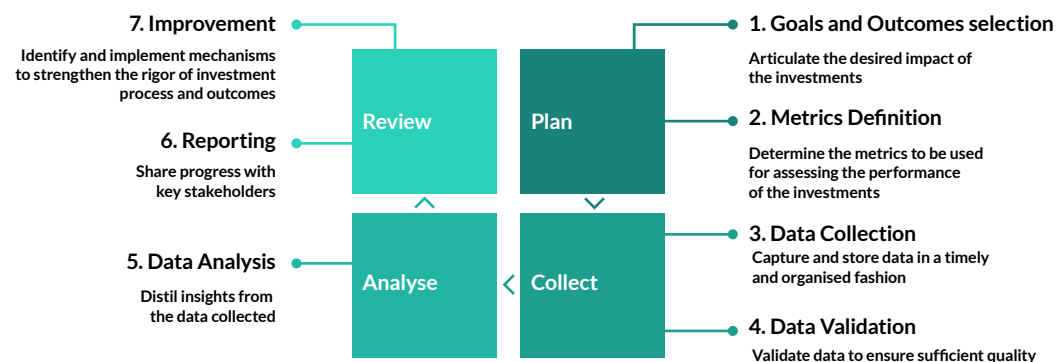 7. Improvement
Identify and implement mechanisms
to strengthen the rigor of investment
process and outcomes
6. Reporting
Share progress with
key stakeholders
5. Data Analysis
Distil insights from
the data collected
Review
Plan
Analyse
Collect
1. Goals and Outcomes selection
Articulate the desired impact of
the investments
2. Metrics Definition
Determine the metrics to be used
for assessing the performance
of the investments
3. Data Collection
Capture and store data in a timely
and organised fashion
4. Data Validation
Validate data to ensure sufficient quality